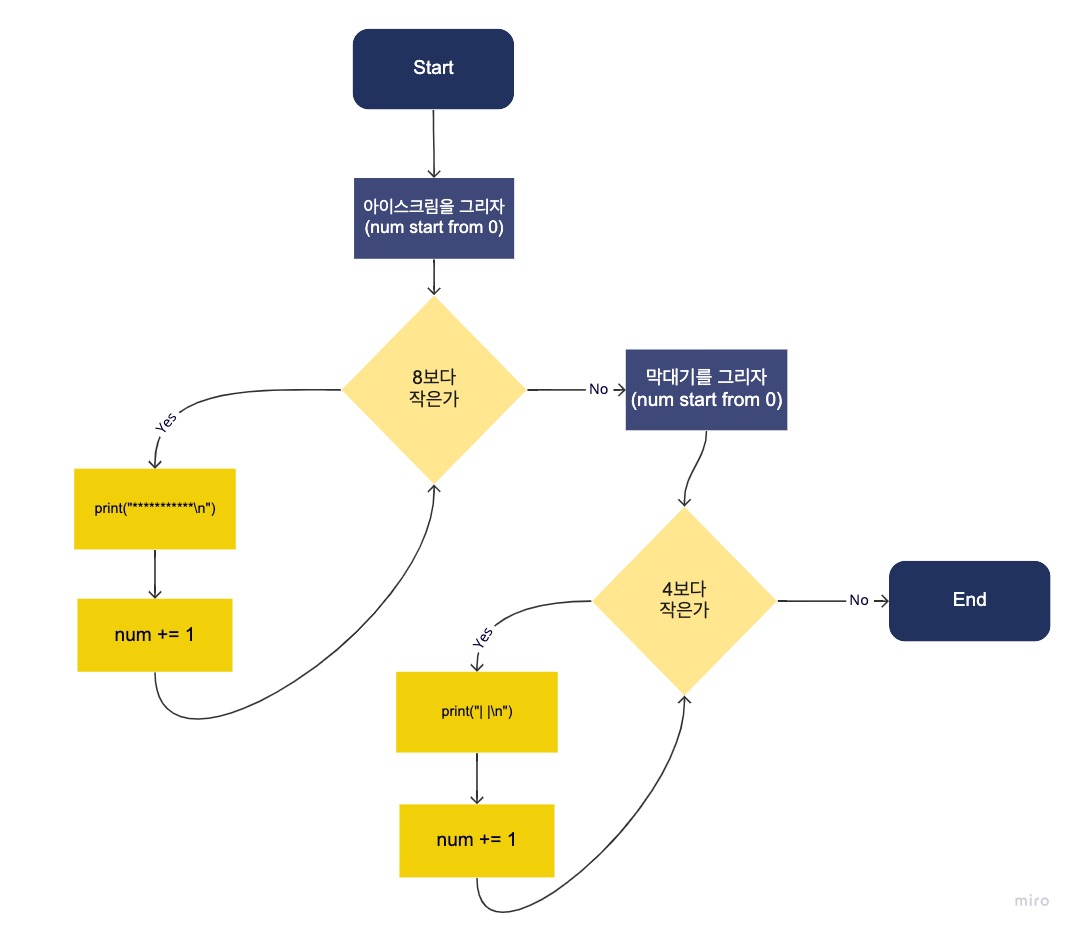 Start
아이스크림을 그리자
(num start from 0)
8보다
작은가
Yes
No
print("***********\n")
num += 1
막대기를 그리자
(num start from 0)
4보다
작은가
Yes
No
print("| |\n")
num += 1
End
miro